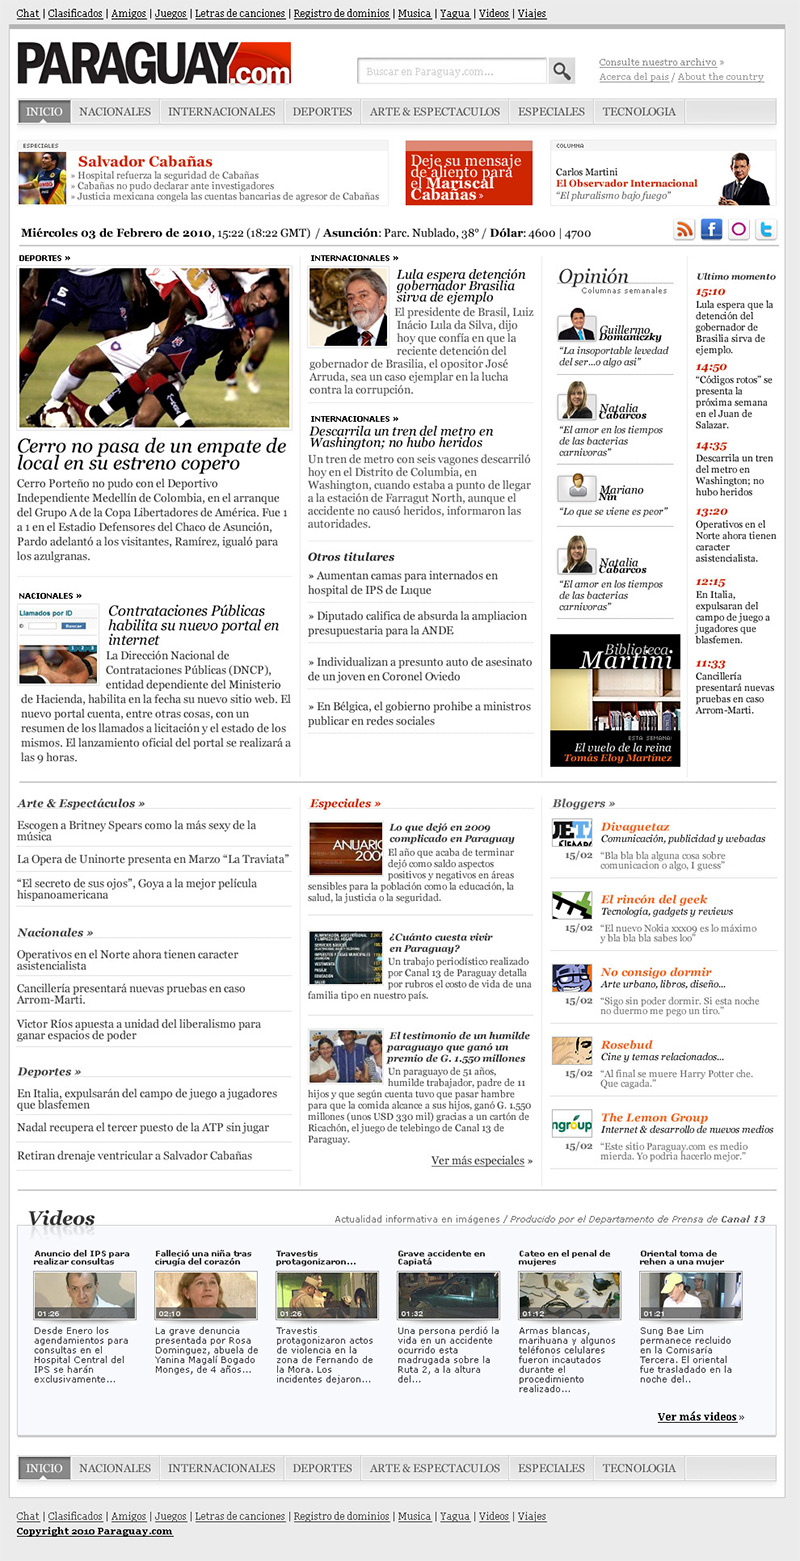 Chat | Clasificados | Amigos | Juegos | Letras de canciones | Registro de dominios | Musica | Yagua | Videos | Viajes
PARAGUAY.com
Buscar en Paraguay.com...
Consulte nuestro archivo »
Acerca del pais / About the country
INICIO NACIONALES INTERNACIONALES DEPORTES ARTE & ESPECTACULOS ESPECIALES TECNOLOGIA
ESPECIALES
Salvador Cabañas
» Hospital refuerza la seguridad de Cabañas
» Cabañas no pudo declarar ante investigadores
» Justicia mexicana congela las cuentas bancarias de agresor de Cabañas
Deje su mensaje
de aliento pará
el Mariscal
Cabañas »
COLUMNA
Carlos Martini
El Observador Internacional
"El pluralismo bajo fuego"
Miércoles 03 de Febrero de 2010, 15:22 (18:22 GMT) / Asunción: Parc. Nublado, 38° / Dólar: 4600 | 4700
DEPORTES »
Cerro no pasa de un empate de
local en su estreno copero
Cerro Porteño no pudo con el Deportivo
Independiente Medellín de Colombia, en el arranque
del Grupo A de la Copa Libertadores de América. Fue 1
a 1 en el Estadio Defensores del Chaco de Asunción,
Pardo adelantó a los visitantes, Ramírez, igualó para
los azulgranas.
NACIONALES »
Llamados por ID
ID
Buscar
1 2 3
Contrataciones Públicas
habilita su nuevo portal en
internet
La Dirección Nacional de
Contrataciones Públicas (DNCP),
entidad dependiente del Ministerio
de Hacienda, habilita en la fecha su nuevo sitio web. El
nuevo portal cuenta, entre otras cosas, con un
resumen de los llamados a licitación y el estado de los
mismos. El lanzamiento oficial del portal se realizará a
las 9 horas.
INTERNACIONALES »
Lula espera detención
gobernador Brasilia
sirva de ejemplo
El presidente de Brasil, Luiz
Inácio Lula da Silva, dijo
hoy que confía en que la
reciente detención del
gobernador de Brasilia, el opositor José
Arruda, sea un caso ejemplar en la lucha
contra la corrupción.
INTERNACIONALES »
Descarrila un tren del metro en
Washington; no hubo heridos
Un tren de metro con seis vagones descarriló
hoy en el Distrito de Columbia, en
Washington, cuando estaba a punto de llegar
a la estación de Farragut North, aunque el
accidente no causó heridos, informaron las
autoridades.
Otros titulares
» Aumentan camas para internados en
hospital de IPS de Luque
» Diputado califica de absurda la ampliacion
presupuestaria para la ANDE
» Individualizan a presunto auto de asesinato
de un joven en Coronel Oviedo
» En Bélgica, el gobierno prohibe a ministros
publicar en redes sociales
Opinión
Columnas semanales
Guillermo
Domaniczky
"La insoportable levedad
del ser...o algo asi"
Natalia
Cabarcos
"El amor en los tiempos
de las bacterias
carnivoras"
Mariano
Nin
"Lo que se viene es peor"
Natalia
Cabarcos
"El amor en los tiempos
de las bacterias
carnivoras"
Biblioteca
Martini
ESTA SEMANA:
El vuelo de la reina
Tomás Eloy Martínez
Ultimo momento
15:10
Lula espera que la
detención del
gobernador de
Brasilia sirva de
ejemplo.
14:50
"Códigos rotos" se
presenta la
próxima semana
en el Juan de
Salazar.
14:35
Descarrila un tren
del metro en
Washington; no
hubo heridos
13:20
Operativos en el
Norte ahora tienen
caracter
asistencialista.
12:15
En Italia,
expulsaran del
campo de juego a
jugadores que
blasfemen.
11:33
Cancillería
presentará nuevas
pruebas en caso
Arrom-Marti.
Arte & Espectáculos »
Escogen a Britney Spears como la más sexy de la
música
La Opera de Uninorte presenta en Marzo "La Traviata"
"El secreto de sus ojos", Goya a la mejor película
hispanoamericana
Nacionales »
Operativos en el Norte ahora tienen caracter
asistencialista
Cancillería presentará nuevas pruebas en caso
Arrom-Marti.
Victor Ríos apuesta a unidad del liberalismo para
ganar espacios de poder
Deportes »
En Italia, expulsarán del campo de juego a jugadores
que blasfemen
Nadal recupera el tercer puesto de la ATP sin jugar
Retiran drenaje ventricular a Salvador Cabañas
Especiales »
ANUARIO
2009
Lo que dejó en 2009
complicado en Paraguay
El año que acaba de terminar
dejó como saldo aspectos
positivos y negativos en áreas
sensibles para la población como la educación, la
salud, la justicia o la seguridad.
¿Cuánto cuesta vivir
en Paraguay?
Un trabajo periodístico realizado
por Canal 13 de Paraguay detalla
por rubros el costo de vida de una
familia tipo en nuestro país.
El testimonio de un humilde
paraguayo que ganó un
premio de G. 1.550 millones
Un paraguayo de 51 años,
humilde trabajador, padre de 11
hijos y que según cuenta tuvo que pasar hambre
para que la comida alcance a sus hijos, ganó G. 1.550
millones (unos USD 330 mil) gracias a un cartón de
Ricachón, el juego de telebingo de Canal 13 de
Paraguay.
Ver más especiales »
Bloggers »
Divaguetaz
Comunicación, publicidad y webadas
15/02 "Bla bla bla alguna cosa sobre
comunicacion o algo, I guess"
El rincón del geek
Tecnologia, gadgets y reviews
15/02 "El nuevo Nokia xxx09 es lo máximo
y bla bla bla sabes loo"
No consigo dormir
Arte urbano, libros, diseño...
15/02 "Sigo sin poder dormir. Si esta noche
no duermo me pego un tiro."
Rosebud
Cine y temas relacionados...
15/02 "Al final se muere Harry Potter che.
Que cagada."
ngroup
The Lemon Group
Internet & desarrollo de nuevos medios
15/02 "Este sitio Paraguay.com es medio
mierda. Yo podria hacerlo mejor."
Videos
Actualidad informativa en imágenes / Producido por el Departamento de Prensa de Canal 13
Anuncio del IPS para
realizar consultas
01:26
Desde Enero los
agendamientos para
consultas en el
Hospital Central del
IPS se harán
exclusivamente...
Falleció una niña tras
cirugía del corazón
02:10
La grave denuncia
presentada por Rosa
Dominguez, abuela de
Yanina Magalí Bogado
Monges, de 4 años...
Travestis
protagonizaron...
01:26
Travestis
protagonizaron actos
de violencia en la
zona de Fernando de
la Mora. Los
incidentes dejaron...
Grave accidente en
Capiatá
01:32
Una persona perdió la
vida en un accidente
ocurrido esta
madrugada sobre la
Ruta 2, a la altura
del...
Cateo en el penal de
mujeres
01:12
Armas blancas,
marihuana y algunos
teléfonos celulares
fueron incautados
durante el
procedimiento
realizado...
Oriental toma de
rehen a una mujer
01:21
Sung Bae Lim
permanece recluido
en la Comisaría
Tercera. El oriental
fue trasladado en la
noche del..
Ver más videos »
INICIO NACIONALES INTERNACIONALES DEPORTES ARTE & ESPECTACULOS ESPECIALES TECNOLOGIA
Chat | Clasificados | Amigos | Juegos | Letras de canciones | Registro de dominios | Musica | Yagua | Videos | Viajes
Copyright 2010 Paraguay.com